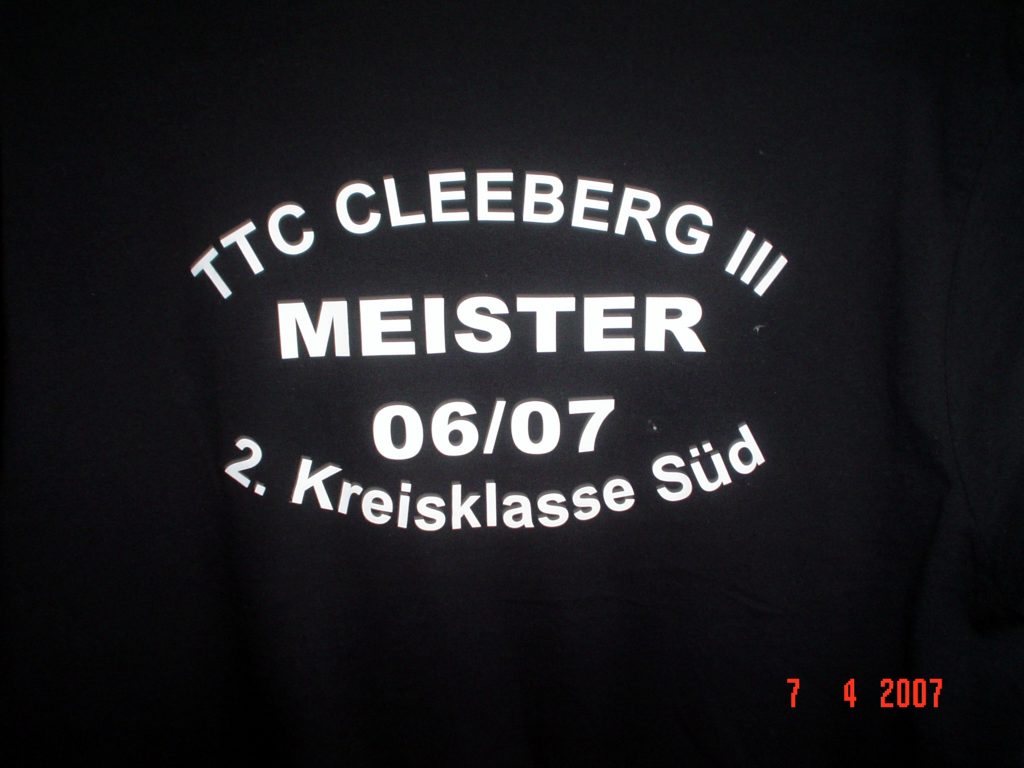 TTC CLEEBERG III
MEISTER
06/07
2. Kreisklasse Süd
7 4 2007